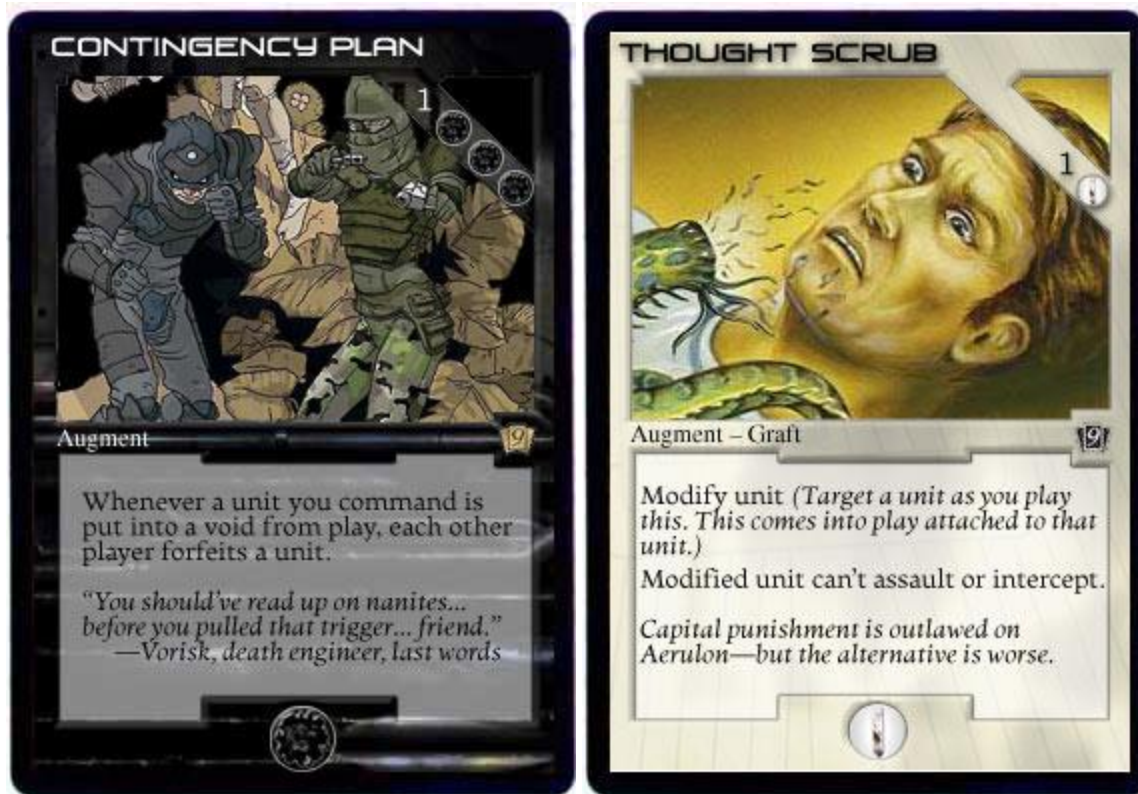 CONTINGENCY PLAN
1
Augment
9
Whenever a unit you command is
put into a void from play, each other
player forfeits a unit.
“You should’ve read up on nanites...
before you pulled that trigger... friend.”
—Vorisk, death engineer, last words
THOUGHT SCRUB
1
Augment – Graft
9
Modify unit (Target a unit as you play
this. This comes into play attached to that
unit.)
Modified unit can’t assault or intercept.
Capital punishment is outlawed on
Aerulon—but the alternative is worse.